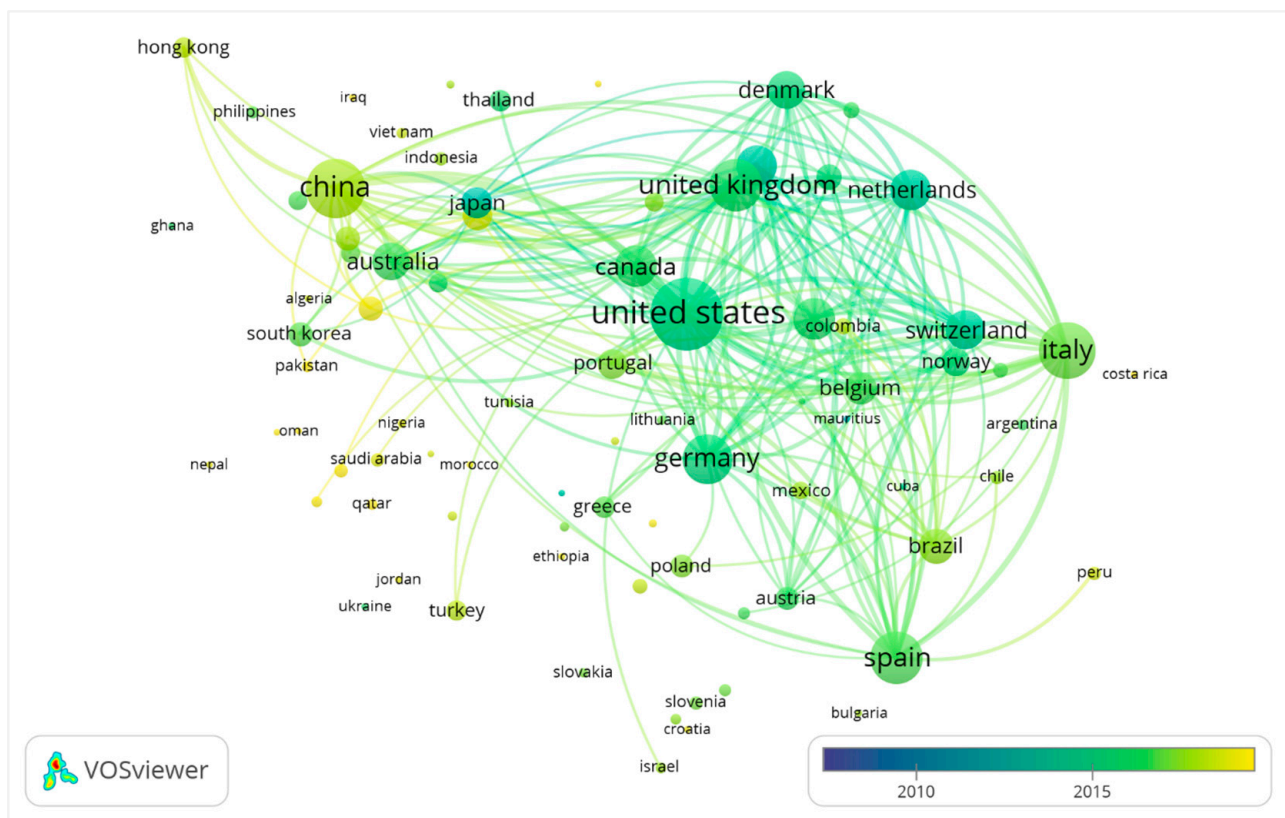 hong kong
denmark
iraq
thailand
philippines
viet nam
indonesia
china
united kingdom
netherlands
japan
ghana
australia
canada
algeria
united states
colombia
switzerland
south korea
italy
portugal
norway
pakistan
costa rica
belgium
tunisia
lithuania
mauritius
argentina
oman
nigeria
nepal
saudi arabia
morocco
germany
chile
cuba
mexico
qatar
greece
brazil
ethiopia
poland
peru
jordan
austria
ukraine
turkey
spain
slovakia
slovenia
bulgaria
croatia
israel
VOSviewer
2010
2015